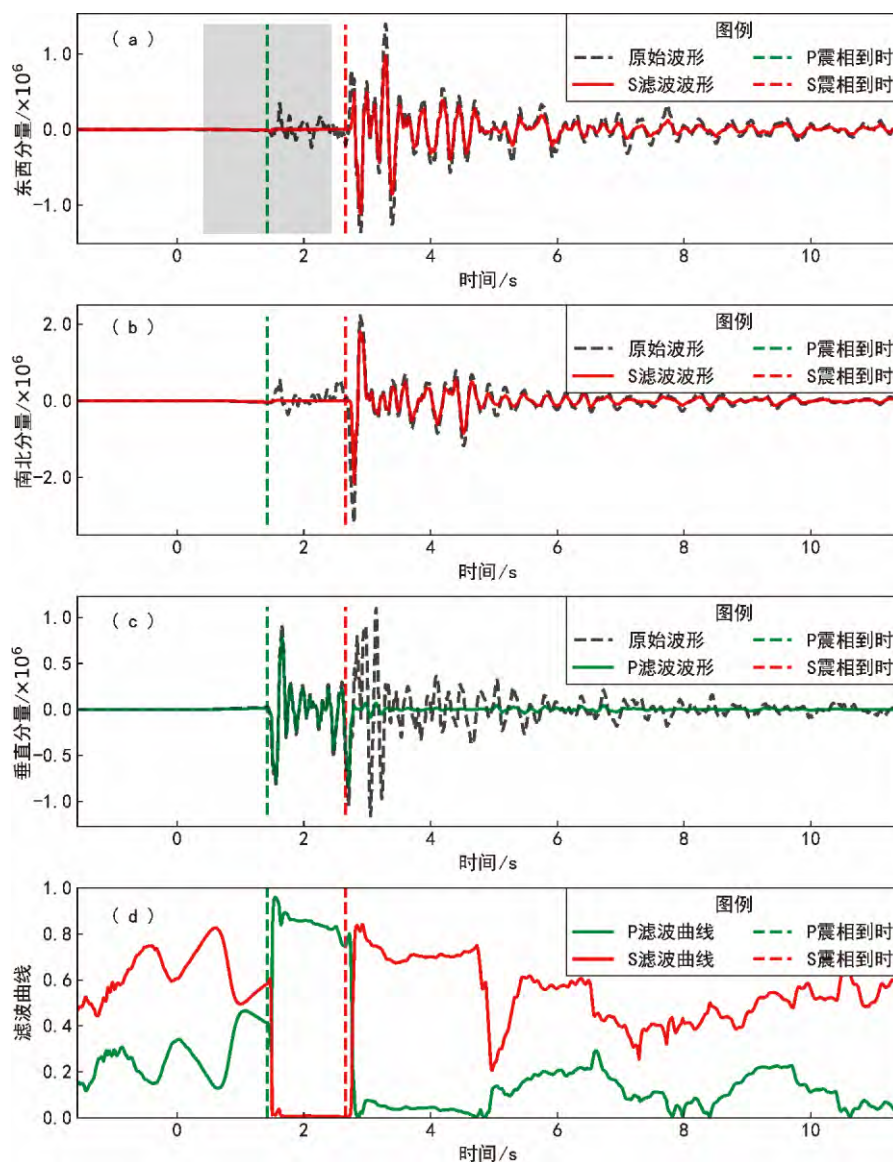 (a)
图例
原始波形 P震相到时
S滤波波形 S震相到时
东西分量/×10⁶
1.0
0.0
-1.0
0 2 4 6 8 10
时间/s
(b)
图例
原始波形 P震相到时
S滤波波形 S震相到时
南北分量/×10⁶
2.0
0.0
-2.0
0 2 4 6 8 10
时间/s
(c)
图例
原始波形 P震相到时
P滤波波形 S震相到时
垂直分量/×10⁶
1.0
0.5
0.0
-0.5
-1.0
0 2 4 6 8 10
时间/s
(d)
图例
P滤波曲线 P震相到时
S滤波曲线 S震相到时
滤波曲线
1.0
0.8
0.6
0.4
0.2
0.0
0 2 4 6 8 10
时间/s